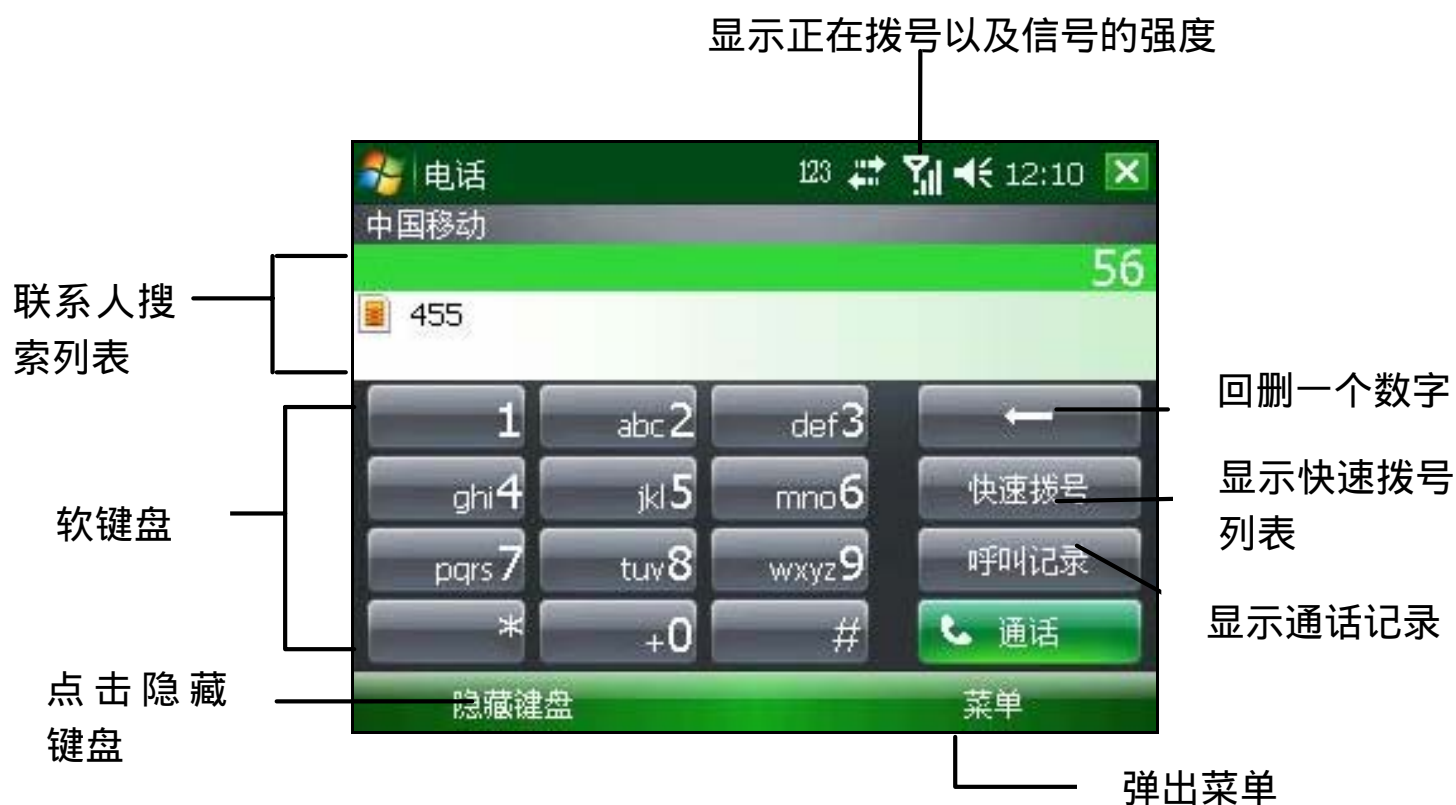 显示正在拨号以及信号的强度
电话 123 12:10
中国移动
56
455
联系人搜
索列表
1 abc2 def3
回删一个数字
ghi4 jkl5 mno6 快速拨号
显示快速拨号
列表
软键盘
pqrs7 tuv8 wxyz9 呼叫记录
* +0 # 通话
显示通话记录
点击隐藏
键盘
隐藏键盘 菜单
弹出菜单